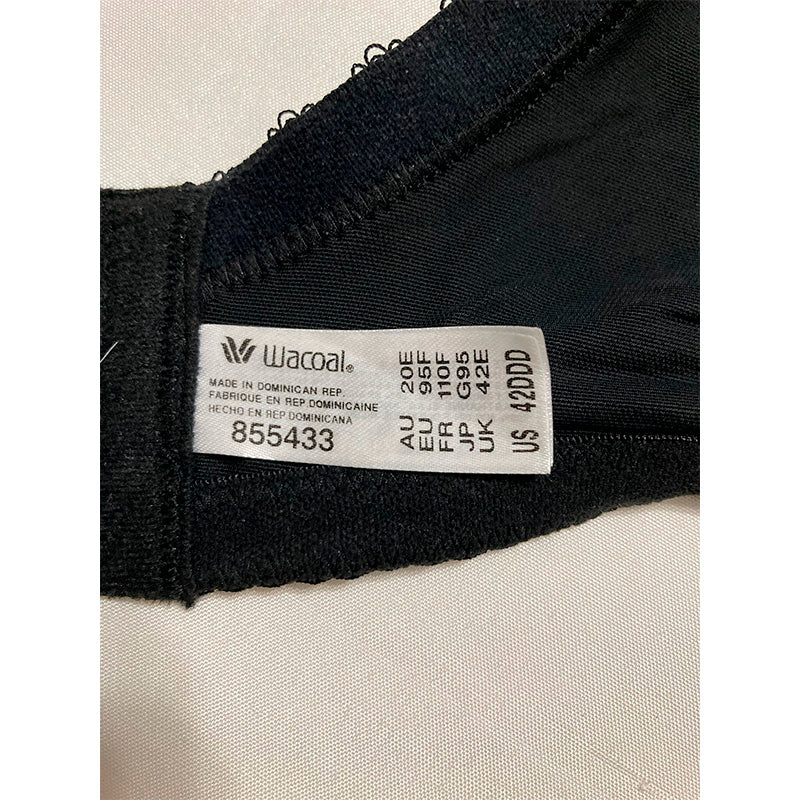 Wacoal®
MADE IN DOMINICAN REP.
FABRIQUE EN REP.DOMINICAINE
HECHO EN REP.DOMINICANA
855433
AU 20E
EU 95F
FR 110F
JP G95
UK 42E
US 42DDD